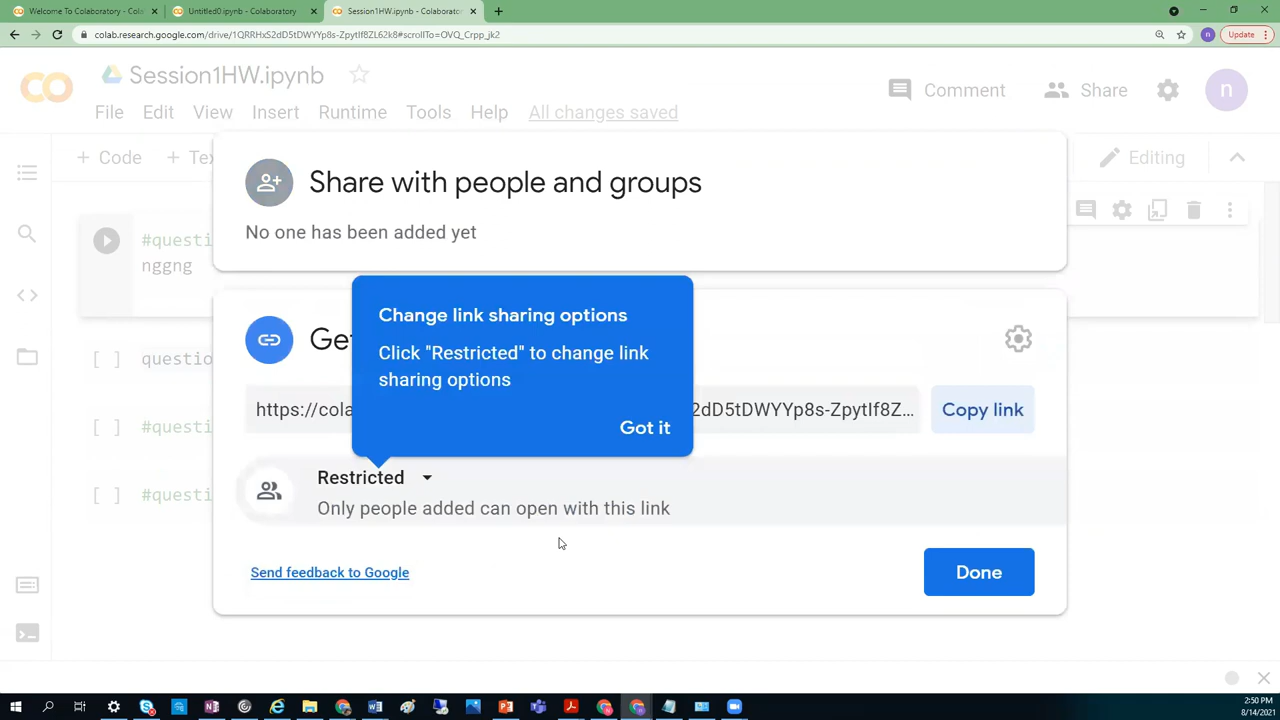 Welcome To Colaboratory - Col
Untitled0.ipynb - Colaboratory
Session1HW.ipynb - Colaborato
colab.research.google.com/drive/1QRRHxS2dD5tDWYYp8s-ZpytIf8ZL62k8#scrollTo=OVQ_Crpp_jk2
n
Update
CO
Session1HW.ipynb
Comment
Share
n
File Edit View Insert Runtime Tools Help All changes saved
+ Code + Tex
Editing
Share with people and groups
No one has been added yet
#questi
nggng
Change link sharing options
Click "Restricted" to change link
sharing options
Got it
Get
[ ] questio
https://cola
2dD5tDWYYp8s-ZpytIf8Z...
Copy link
[ ] #questi
Restricted
Only people added can open with this link
[ ] #questi
Send feedback to Google
Done
2:50 PM
8/14/2021